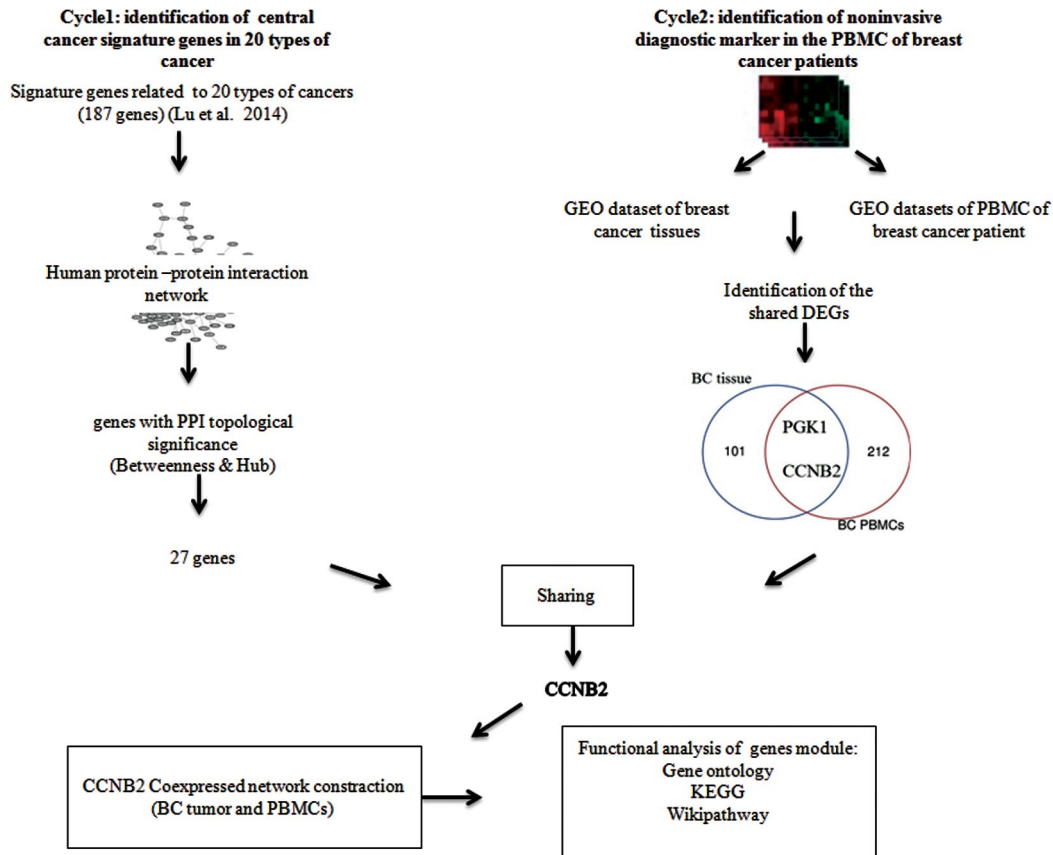 Cycle1: identification of central
cancer signature genes in 20 types of
cancer
Signature genes related to 20 types of cancers
(187 genes) (Lu et al. 2014)
Human protein –protein interaction
network
genes with PPI topological
significance
(Betweenness & Hub)
27 genes
Cycle2: identification of noninvasive
diagnostic marker in the PBMC of breast
cancer patients
GEO dataset of breast
cancer tissues
GEO datasets of PBMC of
breast cancer patient
Identification of the
shared DEGs
BC tissue
PGK1
101
212
CCNB2
BC PBMCs
Sharing
CCNB2
CCNB2 Coexpressed network constraction
(BC tumor and PBMCs)
Functional analysis of genes module:
Gene ontology
KEGG
Wikipathway